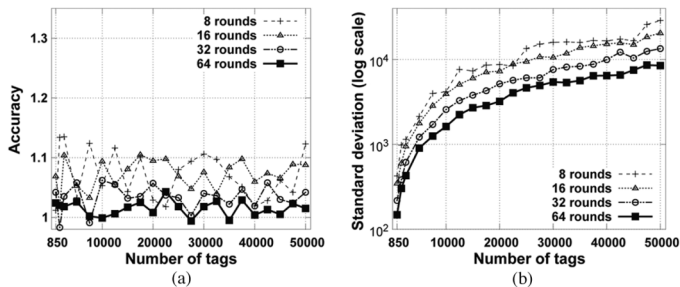 8 rounds
16 rounds
32 rounds
64 rounds
1.3
1.2
1.1
1
850 10000 20000 30000 40000 50000
Accuracy
Number of tags
(a)
10^4
10^3
10^2
8 rounds
16 rounds
32 rounds
64 rounds
850 10000 20000 30000 40000 50000
Standard deviation (log scale)
Number of tags
(b)